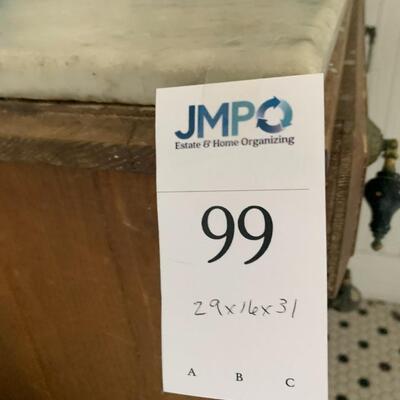 JMPO
Estate & Home Organizing
99
29x16x31
A B C